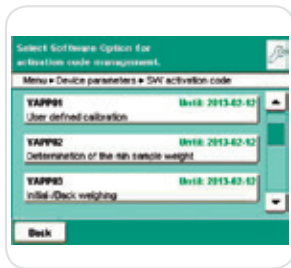 Select Software Option for
activation code management.
Menu ▸ Device parameters ▸ SW activation code
YAPP01 Until: 2013-02-12
User defined calibration
YAPP02 Until: 2013-02-12
Determination of the min sample weight
YAPP03 Until: 2013-02-12
Initial-/Back weighing
Back